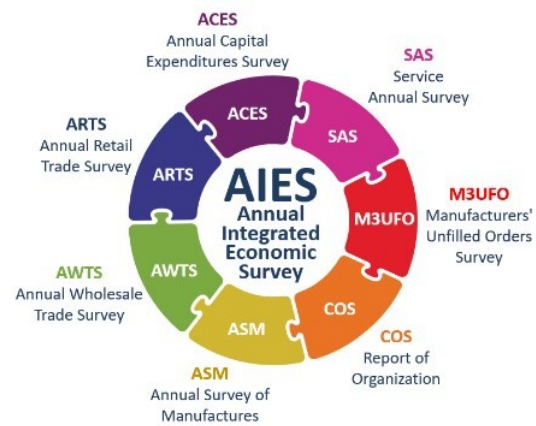 ACES
Annual Capital
Expenditures Survey
SAS
Service
Annual Survey
ARTS
Annual Retail
Trade Survey
ACES
SAS
ARTS
M3UFO
AWTS
COS
ASM
AIES
Annual
Integrated
Economic
Survey
M3UFO
Manufacturers'
Unfilled Orders
Survey
AWTS
Annual Wholesale
Trade Survey
COS
Report of
Organization
ASM
Annual Survey of
Manufactures